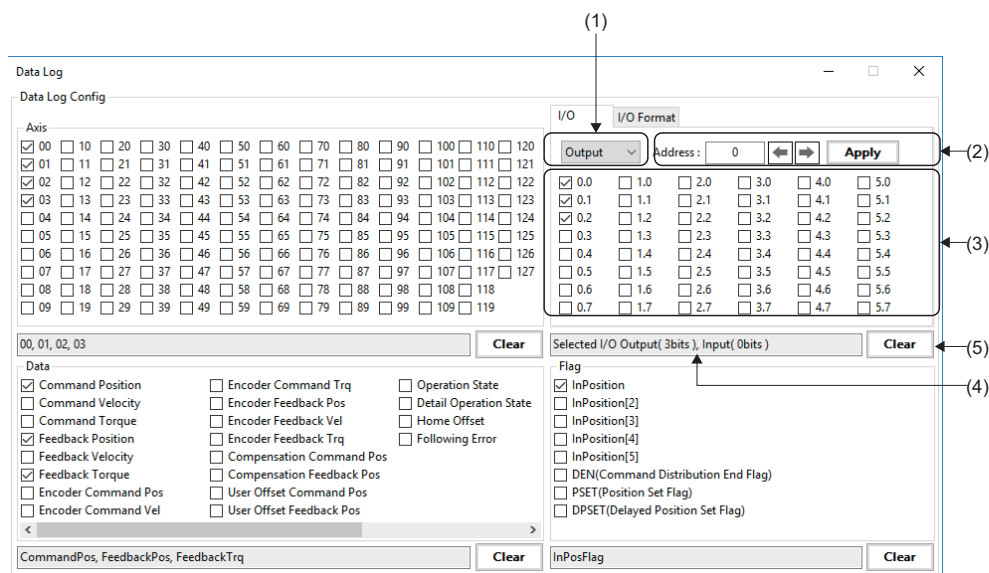 (1)
Data Log
Data Log Config
I/O I/O Format
Axis
Output Address : 0 Apply (2)
00 10 20 30 40 50 60 70 80 90 100 110 120
01 11 21 31 41 51 61 71 81 91 101 111 121
02 12 22 32 42 52 62 72 82 92 102 112 122
03 13 23 33 43 53 63 73 83 93 103 113 123
04 14 24 34 44 54 64 74 84 94 104 114 124
05 15 25 35 45 55 65 75 85 95 105 115 125
06 16 26 36 46 56 66 76 86 96 106 116 126
07 17 27 37 47 57 67 77 87 97 107 117 127
08 18 28 38 48 58 68 78 88 98 108 118
09 19 29 39 49 59 69 79 89 99 109 119
0.0 1.0 2.0 3.0 4.0 5.0
0.1 1.1 2.1 3.1 4.1 5.1
0.2 1.2 2.2 3.2 4.2 5.2
0.3 1.3 2.3 3.3 4.3 5.3
(3)
0.4 1.4 2.4 3.4 4.4 5.4
0.5 1.5 2.5 3.5 4.5 5.5
0.6 1.6 2.6 3.6 4.6 5.6
0.7 1.7 2.7 3.7 4.7 5.7
00, 01, 02, 03 Clear
Selected I/O Output( 3bits ), Input( 0bits ) Clear (5)
(4)
Data
Command Position Encoder Command Trq Operation State
Command Velocity Encoder Feedback Pos Detail Operation State
Command Torque Encoder Feedback Vel Home Offset
Feedback Position Encoder Feedback Trq Following Error
Feedback Velocity Compensation Command Pos
Feedback Torque Compensation Feedback Pos
Encoder Command Pos User Offset Command Pos
Encoder Command Vel User Offset Feedback Pos
Flag
InPosition
InPosition[2]
InPosition[3]
InPosition[4]
InPosition[5]
DEN(Command Distribution End Flag)
PSET(Position Set Flag)
DPSET(Delayed Position Set Flag)
CommandPos, FeedbackPos, FeedbackTrq Clear
InPosFlag Clear